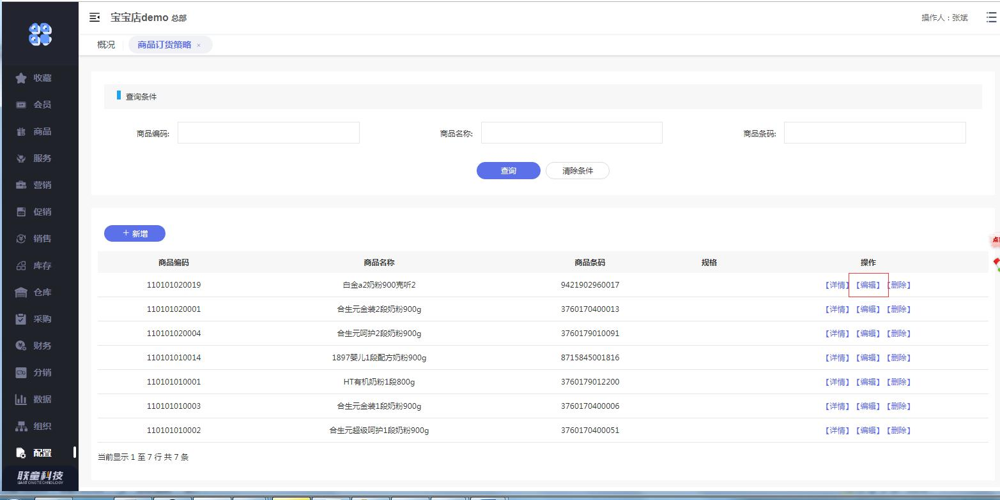 宝宝店demo 总部
操作人：张斌
概况
商品订货策略 ×
收藏
会员
商品
服务
营销
促销
销售
库存
仓库
采购
财务
分销
数据
组织
配置
联童科技
LIANTONGTECHNOLOGY
查询条件
商品编码:
商品名称:
商品条码:
查询
清除条件
+ 新增
商品编码 商品名称 商品条码 规格 操作
110101020019 白金a2奶粉900克听2 9421902960017 【详情】【编辑】【删除】
110101020001 合生元金装2段奶粉900g 3760170400013 【详情】【编辑】【删除】
110101020004 合生元呵护2段奶粉900g 3760179010091 【详情】【编辑】【删除】
110101010014 1897婴儿1段配方奶粉900g 8715845001816 【详情】【编辑】【删除】
110101010001 HT有机奶粉1段800g 3760179012200 【详情】【编辑】【删除】
110101010003 合生元金装1段奶粉900g 3760170400006 【详情】【编辑】【删除】
110101010002 合生元超级呵护1段奶粉900g 3760170400051 【详情】【编辑】【删除】
当前显示 1 至 7 行 共 7 条
点